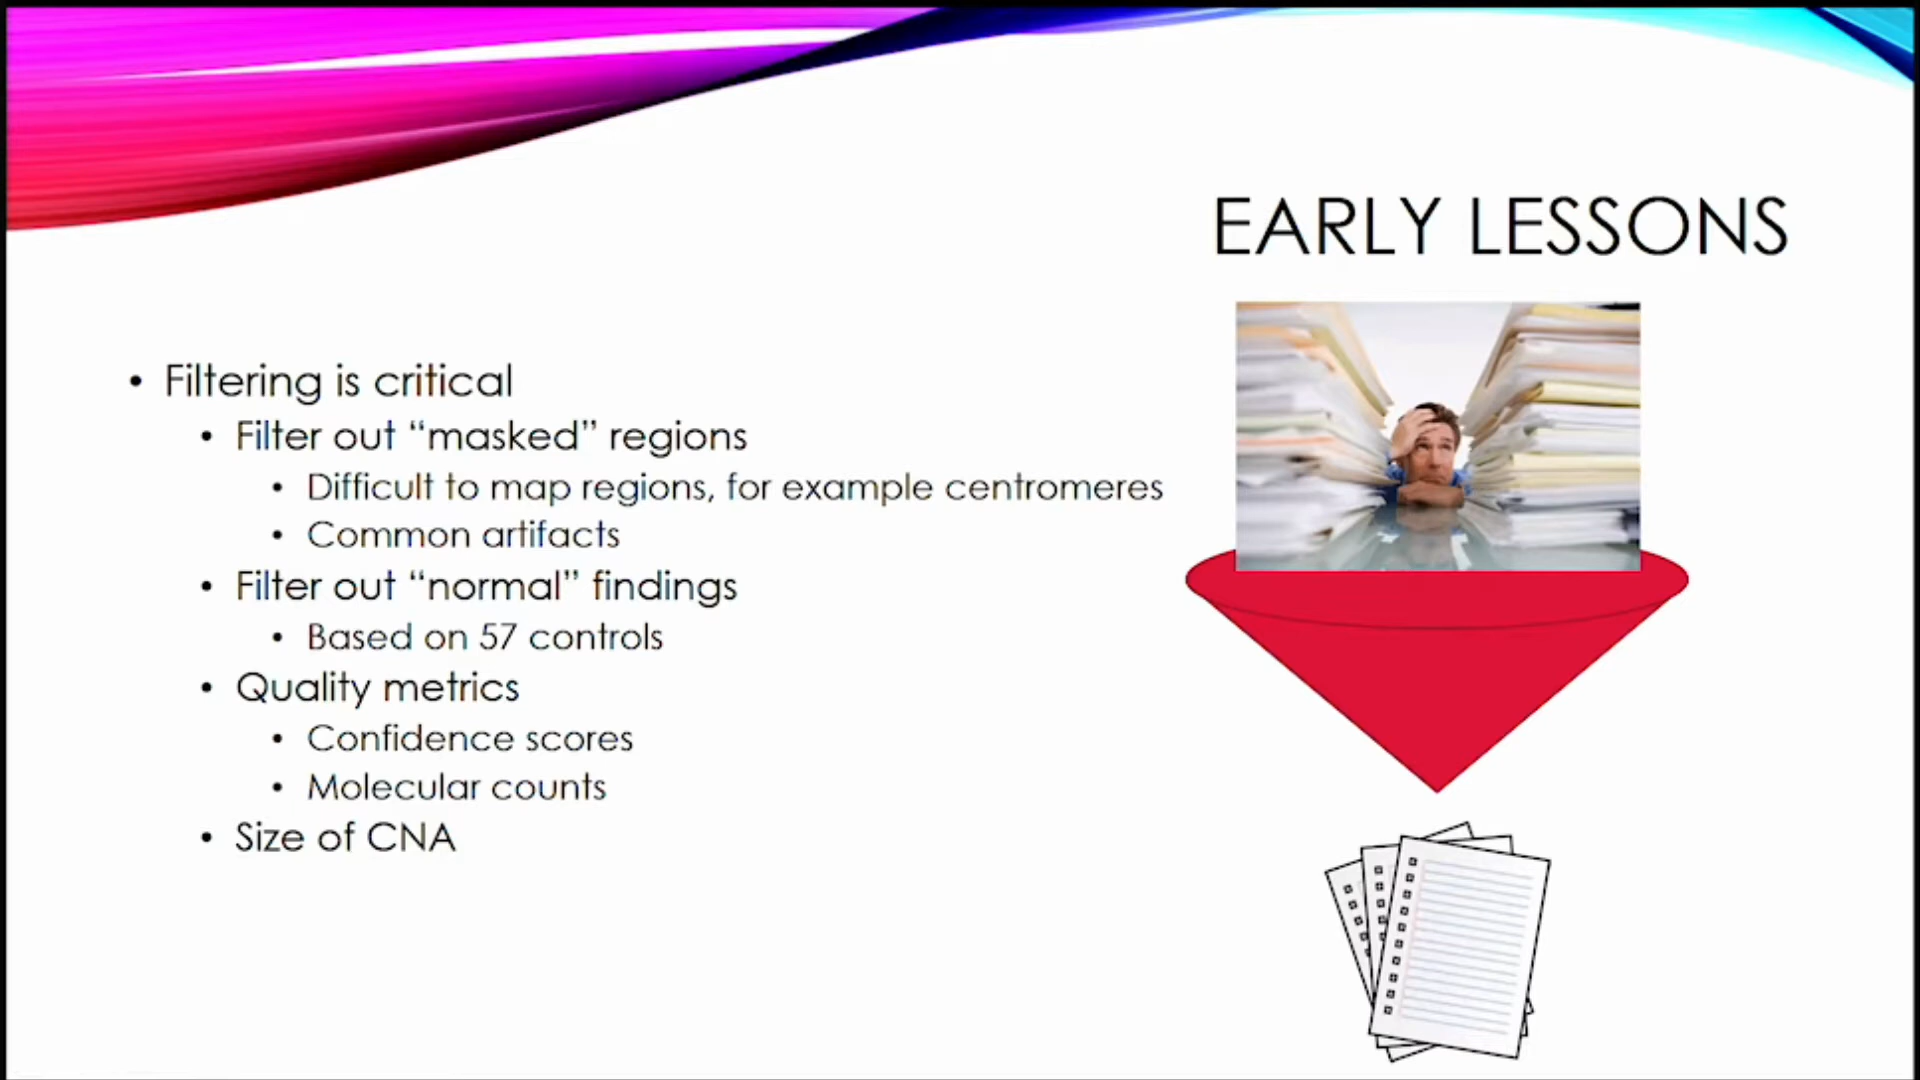 EARLY LESSONS
• Filtering is critical
• Filter out “masked” regions
• Difficult to map regions, for example centromeres
• Common artifacts
• Filter out “normal” findings
• Based on 57 controls
• Quality metrics
• Confidence scores
• Molecular counts
• Size of CNA